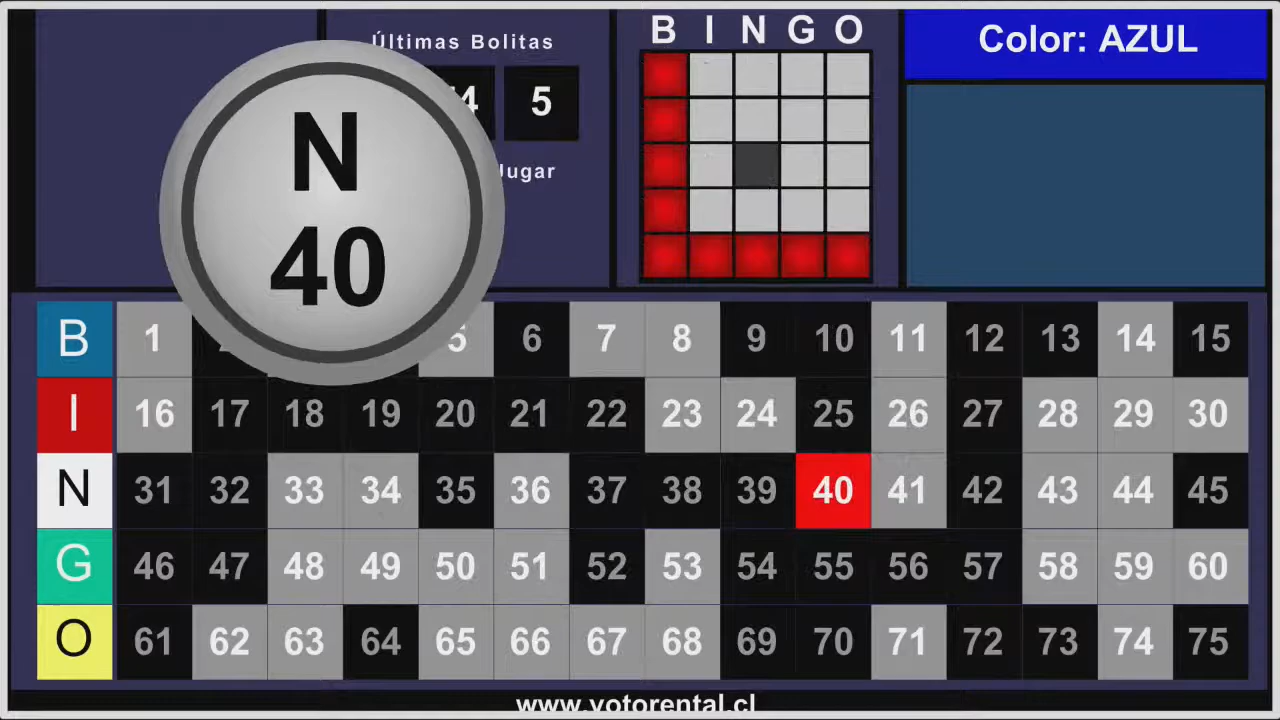 Últimas Bolitas
B I N G O
Color: AZUL
N
40
4 5
Jugar
B 1 5 6 7 8 9 10 11 12 13 14 15
I 16 17 18 19 20 21 22 23 24 25 26 27 28 29 30
N 31 32 33 34 35 36 37 38 39 40 41 42 43 44 45
G 46 47 48 49 50 51 52 53 54 55 56 57 58 59 60
O 61 62 63 64 65 66 67 68 69 70 71 72 73 74 75
www.votorental.cl